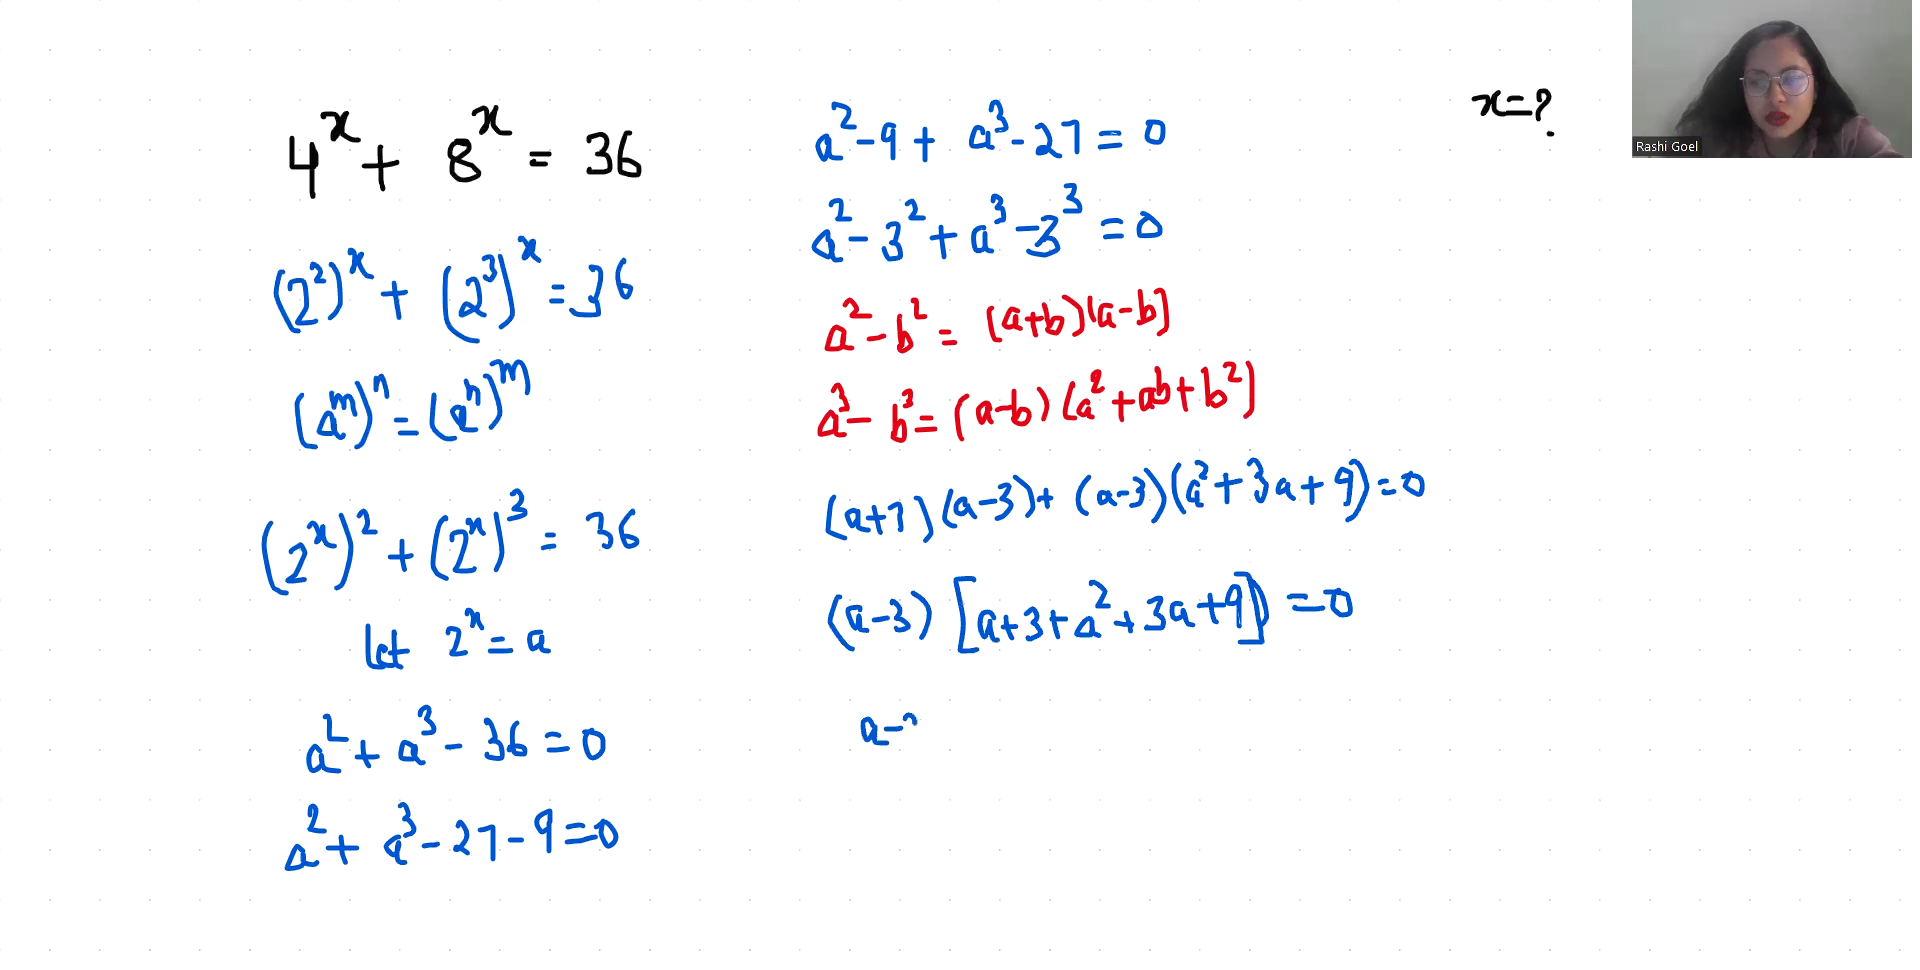 4^x + 8^x = 36
(2^2)^x + (2^3)^x = 36
(a^m)^n = (a^n)^m
(2^x)^2 + (2^x)^3 = 36
let 2^x = a
a^2 + a^3 - 36 = 0
a^2 + a^3 - 27 - 9 = 0
a^2 - 9 + a^3 - 27 = 0
a^2 - 3^2 + a^3 - 3^3 = 0
a^2 - b^2 = (a+b)(a-b)
a^3 - b^3 = (a-b)(a^2 + ab + b^2)
(a+3)(a-3) + (a-3)(a^2 + 3a + 9) = 0
(a-3) [a+3+a^2+3a+9] = 0
a-
x=?
Rashi Goel